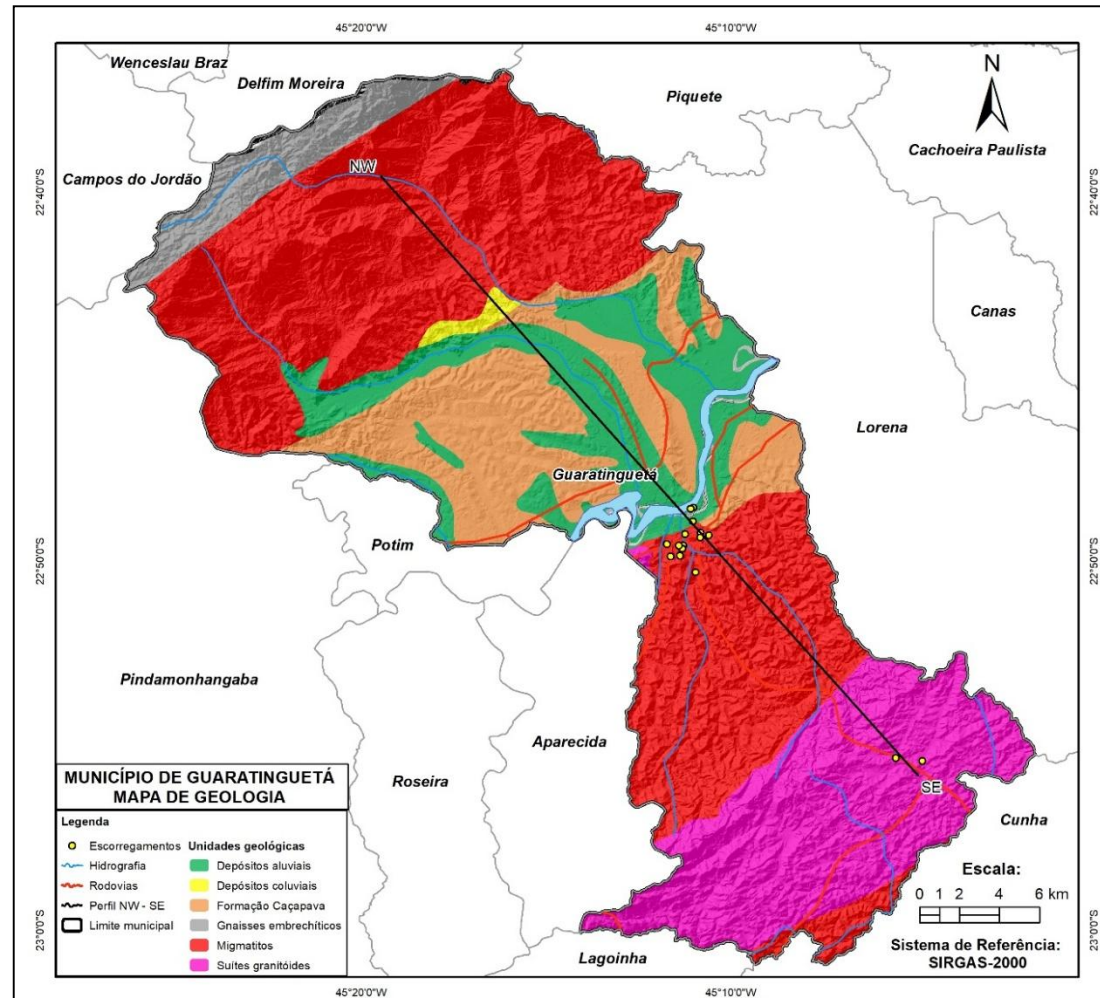 45°20'0"W
45°10'0"W
Wenceslau Braz
Delfim Moreira
Piquete
N
Cachoeira Paulista
Campos do Jordão
22°40'0"S
22°40'0"S
NW
Canas
Lorena
Guaratinguetá
Potim
22°50'0"S
22°50'0"S
Pindamonhangaba
Aparecida
Roseira
SE
Cunha
MUNICÍPIO DE GUARATINGUETÁ
MAPA DE GEOLOGIA
Legenda
Escorregamentos
Hidrografia
Rodovias
Perfil NW - SE
Limite municipal
Unidades geológicas
Depósitos aluviais
Depósitos coluviais
Formação Caçapava
Gnaisses embrechíticos
Migmatitos
Suítes granitóides
Escala:
0 1 2 4 6 km
23°0'0"S
23°0'0"S
Lagoinha
Sistema de Referência:
SIRGAS-2000
45°20'0"W
45°10'0"W